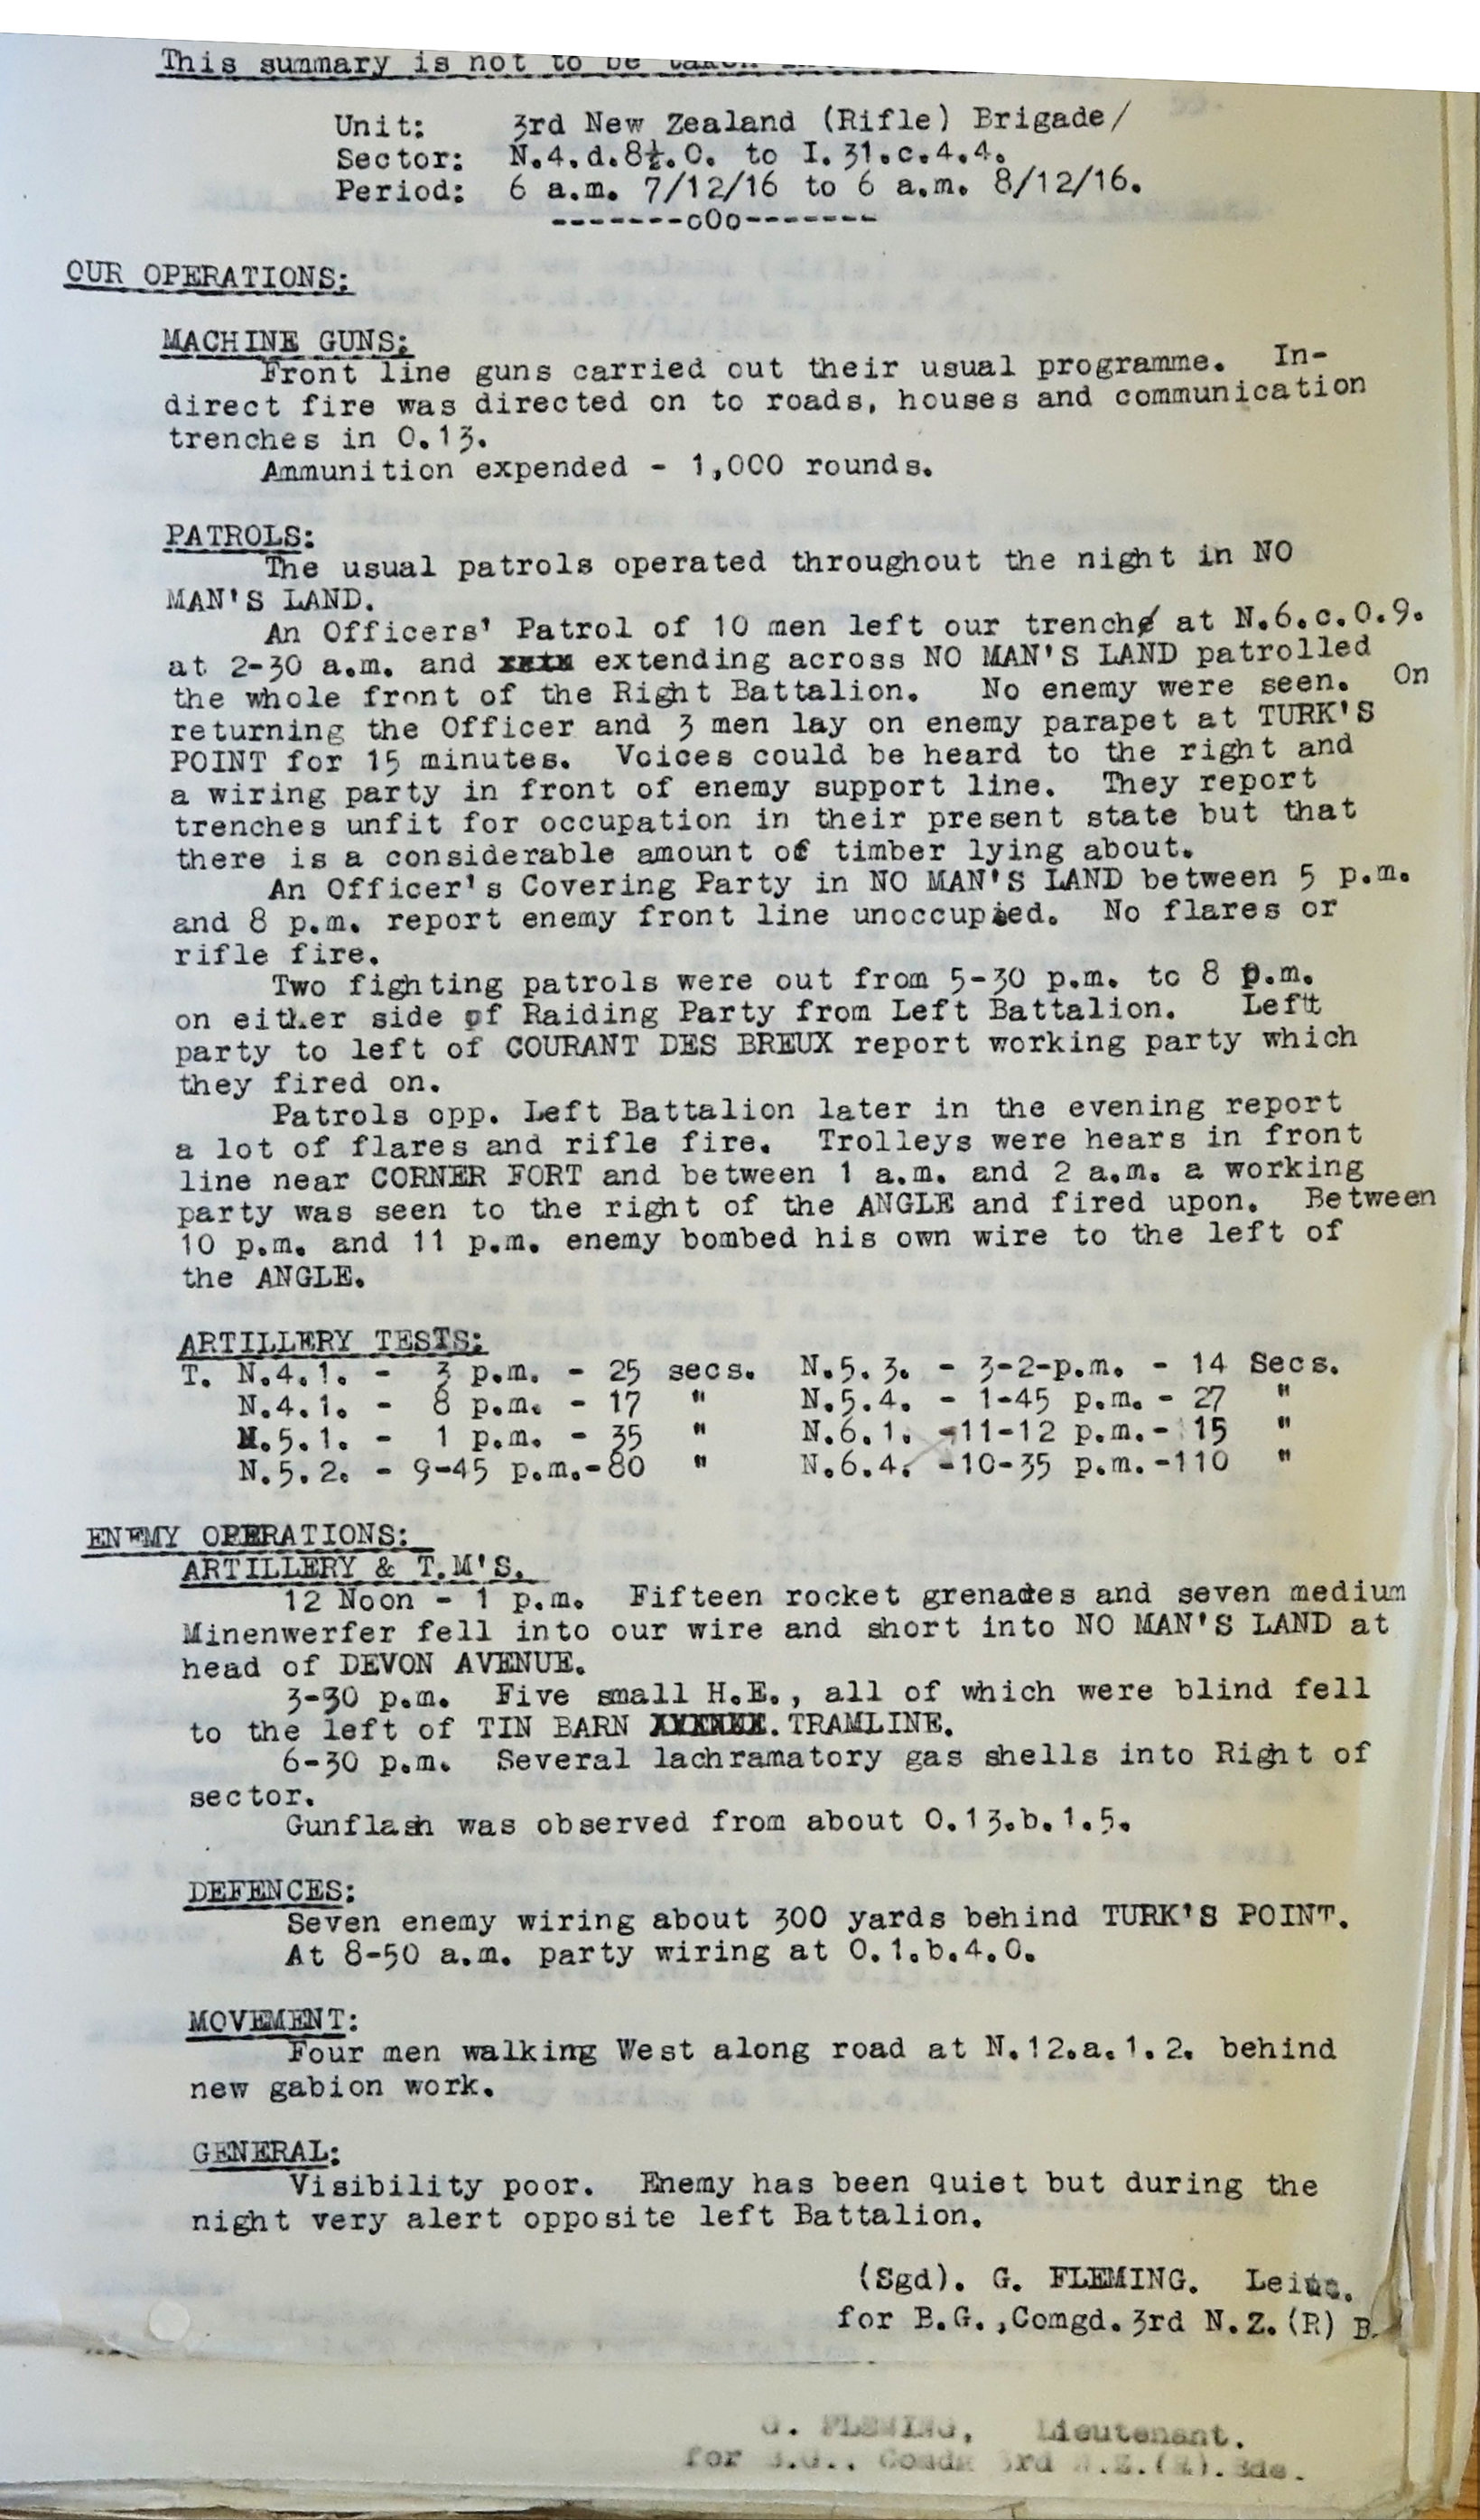 This summary is not to be taken
Unit: 3rd New Zealand (Rifle) Brigade/
Sector: N.4.d.8½.0. to I.31.c.4.4.
Period: 6 a.m. 7/12/16 to 6 a.m. 8/12/16.
-------oOo-------
OUR OPERATIONS:
MACHINE GUNS:
Front line guns carried out their usual programme. In-
direct fire was directed on to roads, houses and communication
trenches in O.13.
Ammunition expended - 1,000 rounds.
PATROLS:
The usual patrols operated throughout the night in NO
MAN'S LAND.
An Officers' Patrol of 10 men left our trench at N.6.c.0.9.
at 2-30 a.m. and xxxx extending across NO MAN'S LAND patrolled
the whole front of the Right Battalion. No enemy were seen. On
returning the Officer and 3 men lay on enemy parapet at TURK'S
POINT for 15 minutes. Voices could be heard to the right and
a wiring party in front of enemy support line. They report
trenches unfit for occupation in their present state but that
there is a considerable amount of timber lying about.
An Officer's Covering Party in NO MAN'S LAND between 5 p.m.
and 8 p.m. report enemy front line unoccupied. No flares or
rifle fire.
Two fighting patrols were out from 5-30 p.m. to 8 p.m.
on either side of Raiding Party from Left Battalion. Left
party to left of COURANT DES BREUX report working party which
they fired on.
Patrols opp. Left Battalion later in the evening report
a lot of flares and rifle fire. Trolleys were hears in front
line near CORNER FORT and between 1 a.m. and 2 a.m. a working
party was seen to the right of the ANGLE and fired upon. Between
10 p.m. and 11 p.m. enemy bombed his own wire to the left of
the ANGLE.
ARTILLERY TESTS:
T. N.4.1. - 3 p.m. - 25 secs. N.5.3. - 3-2-p.m. - 14 Secs.
N.4.1. - 8 p.m. - 17 " N.5.4. - 1-45 p.m. - 27 "
N.5.1. - 1 p.m. - 35 " N.6.1. -11-12 p.m.- 15 "
N.5.2. - 9-45 p.m.-80 " N.6.4. -10-35 p.m.-110 "
ENEMY OPERATIONS:
ARTILLERY & T.M'S.
12 Noon - 1 p.m. Fifteen rocket grenades and seven medium
Minenwerfer fell into our wire and short into NO MAN'S LAND at
head of DEVON AVENUE.
3-30 p.m. Five small H.E., all of which were blind fell
to the left of TIN BARN XXXXXX. TRAMLINE.
6-30 p.m. Several lachramatory gas shells into Right of
sector.
Gunflash was observed from about O.13.b.1.5.
DEFENCES:
Seven enemy wiring about 300 yards behind TURK'S POINT.
At 8-50 a.m. party wiring at O.1.b.4.0.
MOVEMENT:
Four men walking West along road at N.12.a.1.2. behind
new gabion work.
GENERAL:
Visibility poor. Enemy has been quiet but during the
night very alert opposite left Battalion.
(Sgd). G. FLEMING. Leiut.
for B.G.,Comgd. 3rd N.Z.(R) B.
G. FLEMING, Lieutenant.
for B.G., Comdg 3rd N.Z.(R).Bde.